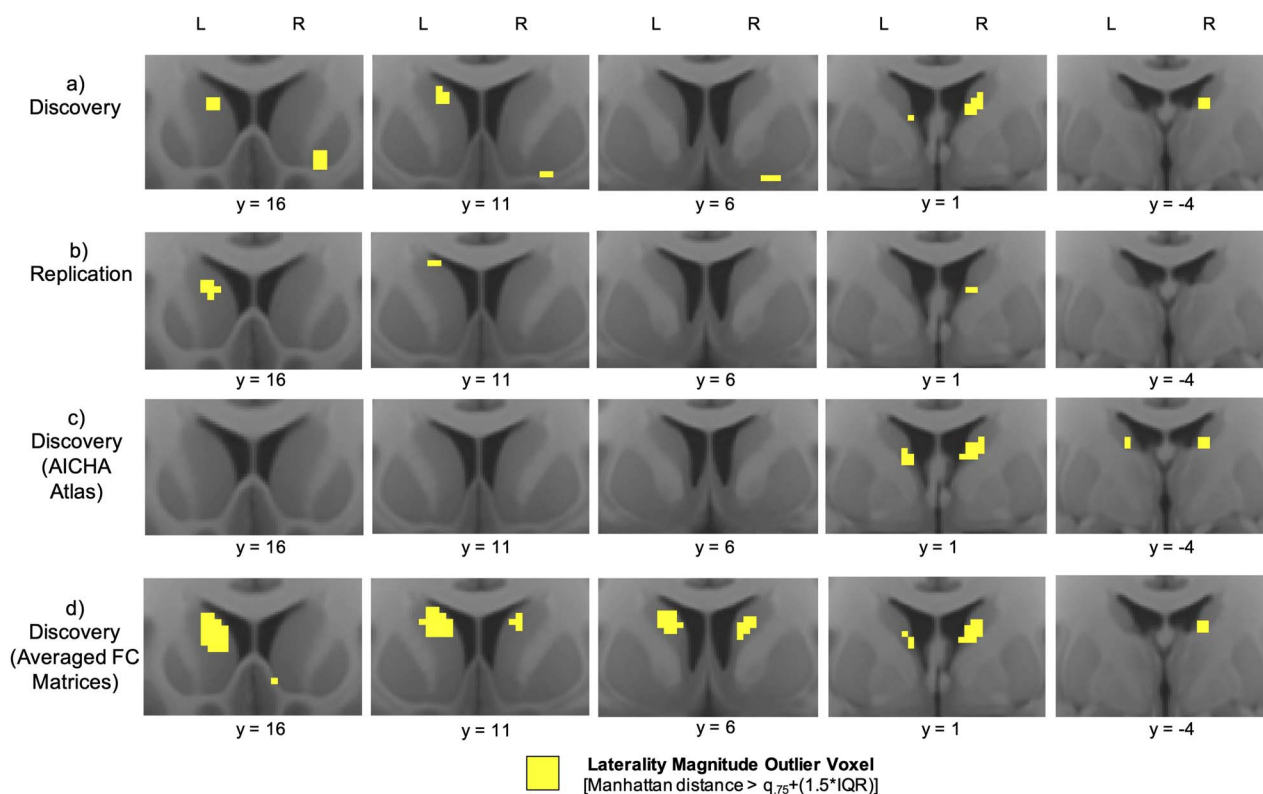 L R L R L R L R L R
a)
Discovery
y = 16 y = 11 y = 6 y = 1 y = -4
b)
Replication
y = 16 y = 11 y = 6 y = 1 y = -4
c)
Discovery
(AICHA
Atlas)
y = 16 y = 11 y = 6 y = 1 y = -4
d)
Discovery
(Averaged FC
Matrices)
y = 16 y = 11 y = 6 y = 1 y = -4
Laterality Magnitude Outlier Voxel
[Manhattan distance > q.75+(1.5*IQR)]